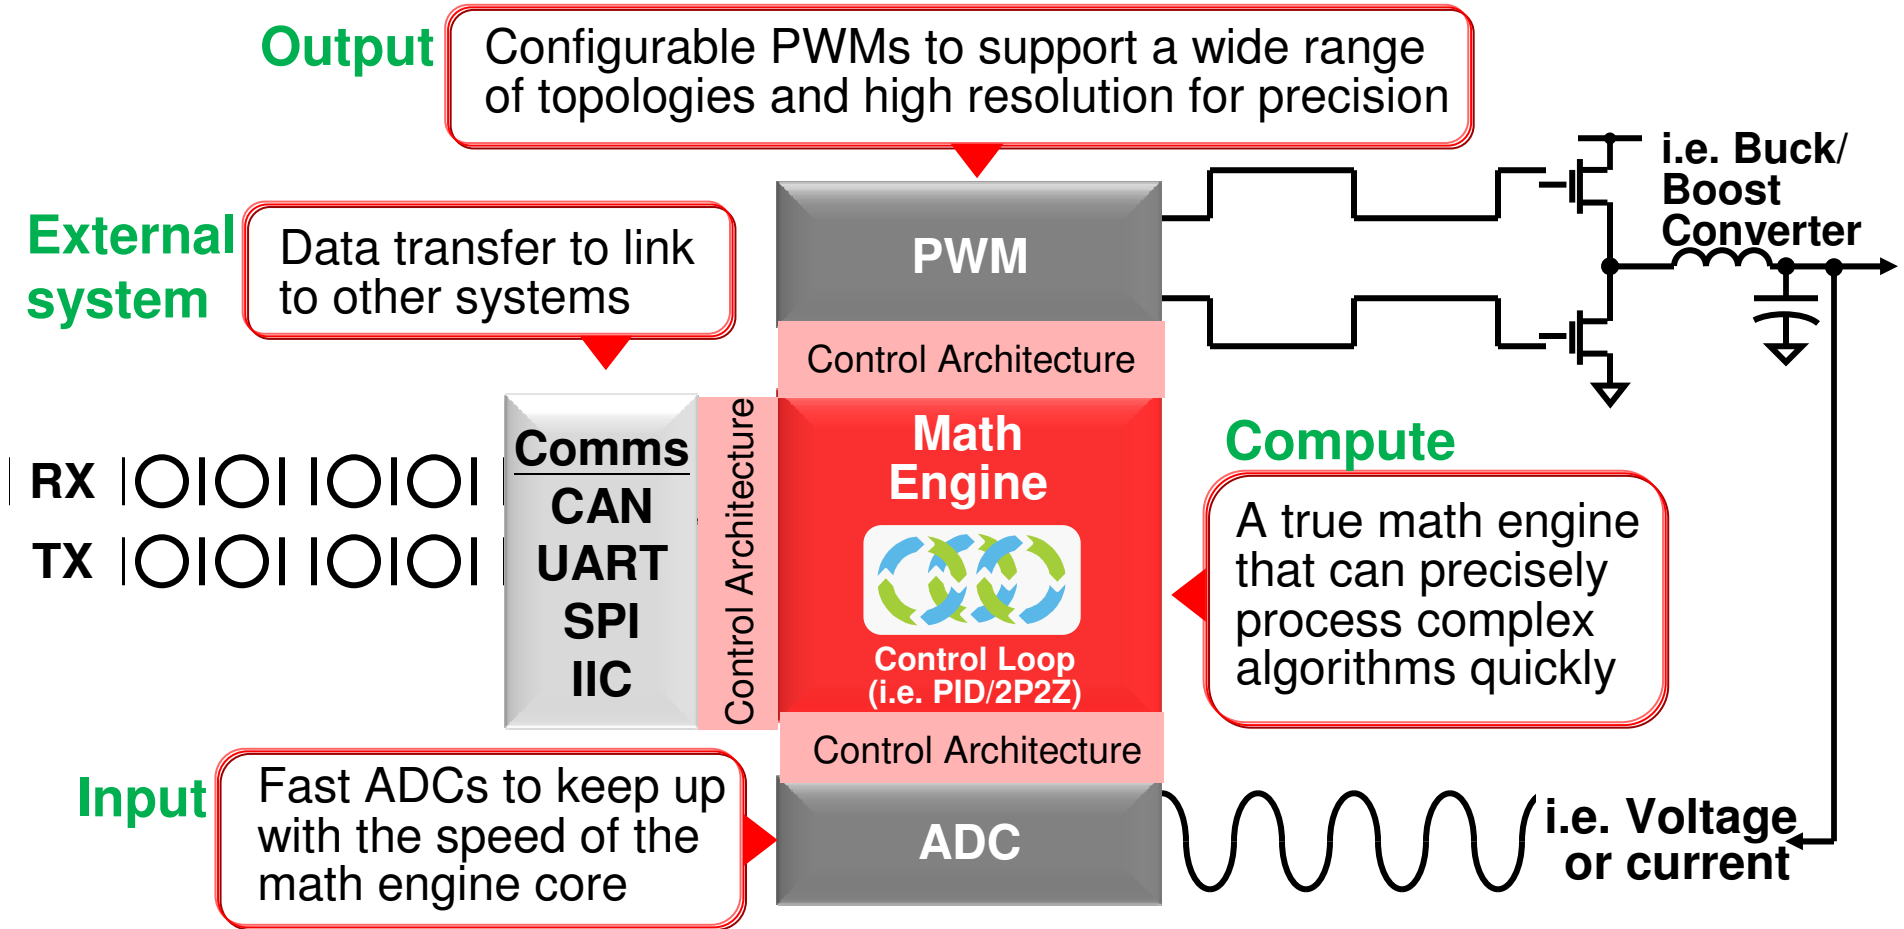 Output
Configurable PWMs to support a wide range
of topologies and high resolution for precision
i.e. Buck/
Boost
Converter
External
system
Data transfer to link
to other systems
PWM
Control Architecture
Comms
CAN
UART
SPI
IIC
RX
TX
Control Architecture
Math
Engine
Control Loop
(i.e. PID/2P2Z)
Compute
A true math engine
that can precisely
process complex
algorithms quickly
Control Architecture
Input
Fast ADCs to keep up
with the speed of the
math engine core
ADC
i.e. Voltage
or current